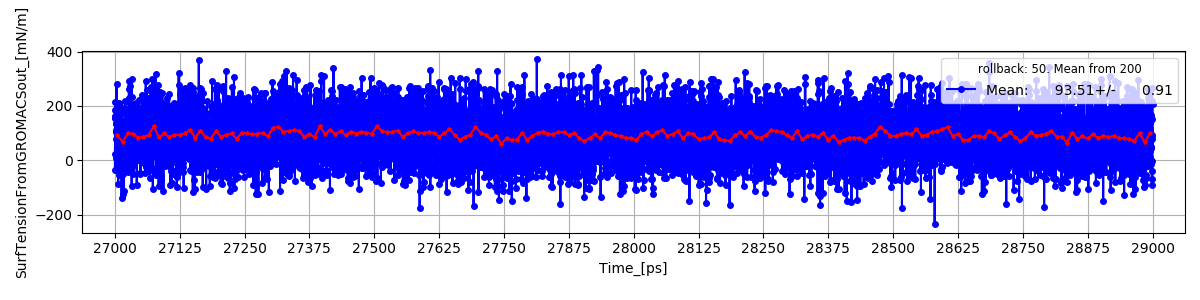 SurfTensionFromGROMACSout_[mN/m]
400
200
0
−200
rollback: 50 Mean from 200
Mean: 93.51+/- 0.91
27000 27125 27250 27375 27500 27625 27750 27875 28000 28125 28250 28375 28500 28625 28750 28875 29000
Time_[ps]